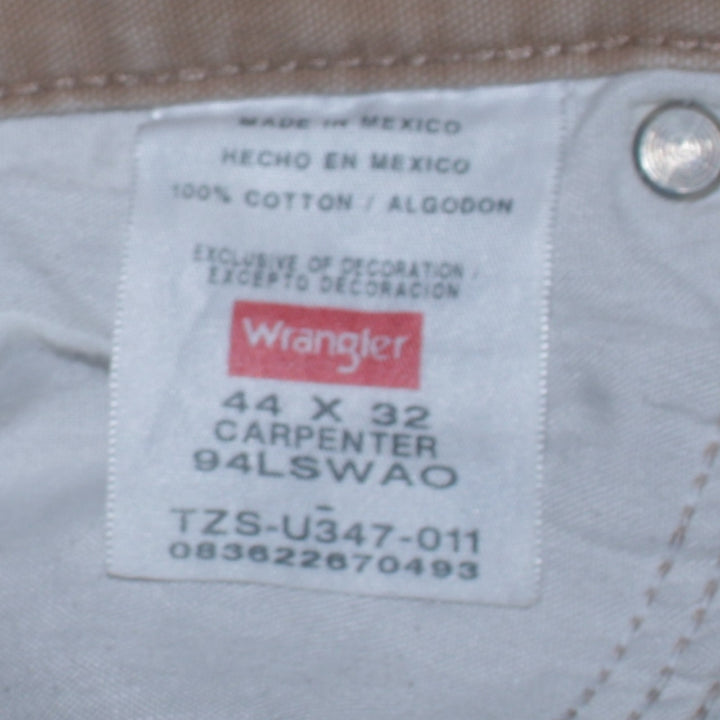 MADE IN MEXICO
HECHO EN MEXICO
100% COTTON / ALGODON
EXCLUSIVE OF DECORATION /
EXCEPTO DECORACION
Wrangler
44 X 32
CARPENTER
94LSWAO
TZS-U347-011
083622670493